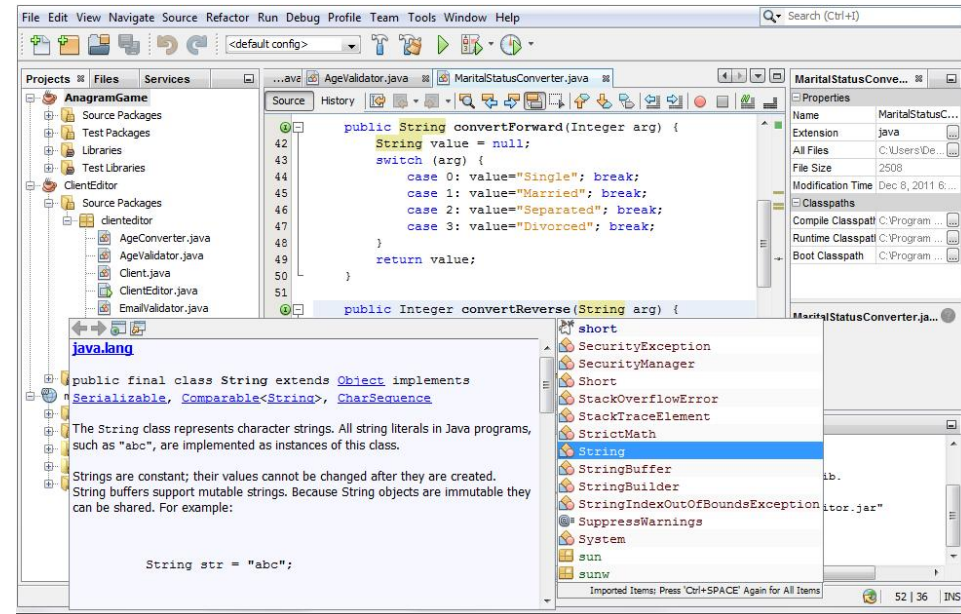 File Edit View Navigate Source Refactor Run Debug Profile Team Tools Window Help
Search (Ctrl+I)
<default config>
Projects Files Services
AnagramGame
Source Packages
Test Packages
Libraries
Test Libraries
ClientEditor
Source Packages
clienteditor
AgeConverter.java
AgeValidator.java
Client.java
ClientEditor.java
EmailValidator.java
...ava AgeValidator.java MaritalStatusConverter.java
Source History
public String convertForward(Integer arg) {
42 String value = null;
43 switch (arg) {
44 case 0: value="Single"; break;
45 case 1: value="Married"; break;
46 case 2: value="Separated"; break;
47 case 3: value="Divorced"; break;
48 }
49 return value;
50 }
51
public Integer convertReverse(String arg) {
MaritalStatusConve...
Properties
Name MaritalStatusC...
Extension java
All Files C:\Users\De...
File Size 2508
Modification Time Dec 8, 2011 6:...
Classpaths
Compile Classpath C:\Program ...
Runtime Classpath C:\Program ...
Boot Classpath C:\Program ...
MaritalStatusConverter.ja...
java.lang
public final class String extends Object implements
Serializable, Comparable<String>, CharSequence
The String class represents character strings. All string literals in Java programs,
such as "abc", are implemented as instances of this class.
Strings are constant; their values cannot be changed after they are created.
String buffers support mutable strings. Because String objects are immutable they
can be shared. For example:
String str = "abc";
short
SecurityException
SecurityManager
Short
StackOverflowError
StackTraceElement
StrictMath
String
StringBuffer
StringBuilder
StringIndexOutOfBoundsException
SuppressWarnings
System
sun
sunw
Imported Items; Press 'Ctrl+SPACE' Again for All Items
ib.
itor.jar"
52 | 36 INS